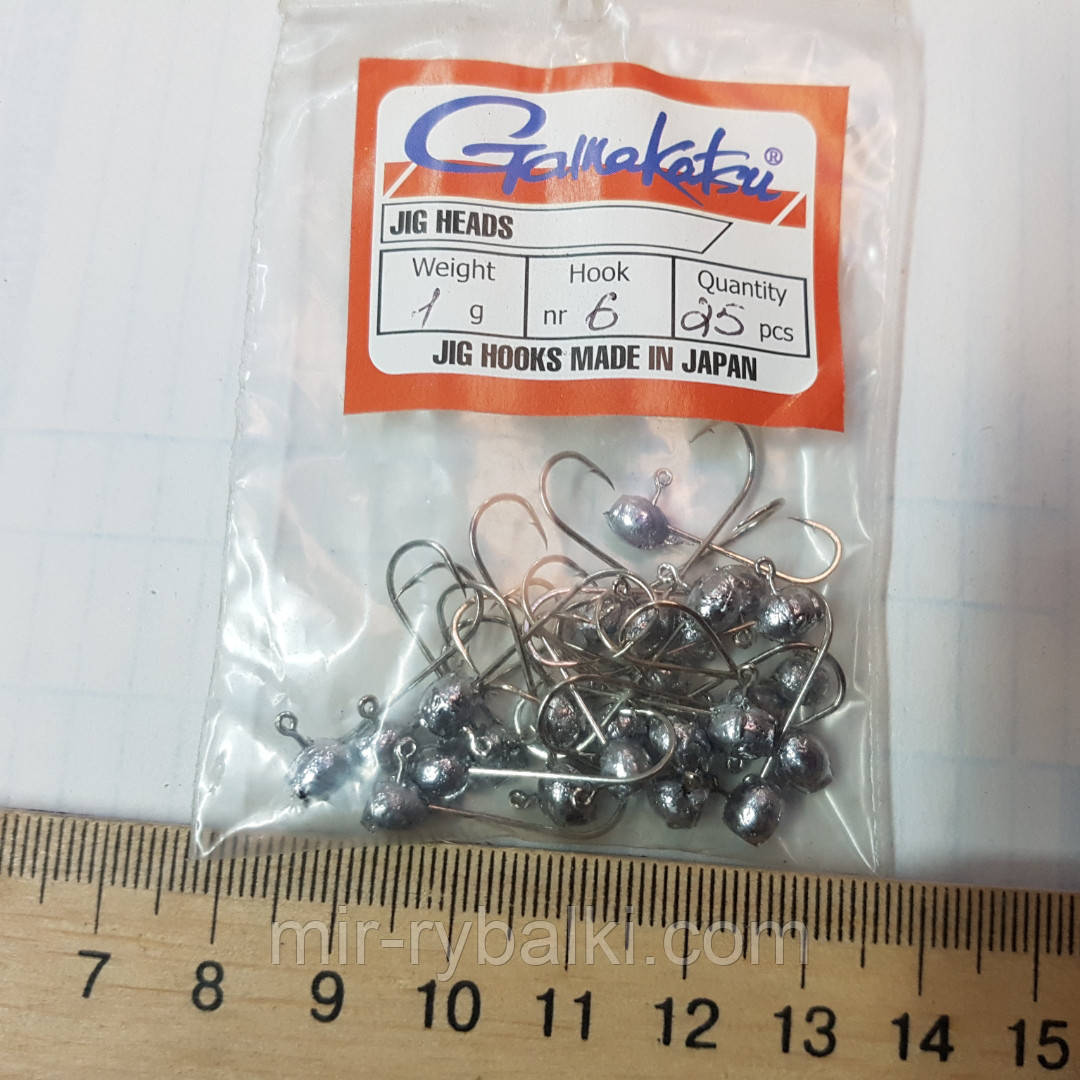 Gamakatsu®
JIG HEADS
Weight Hook Quantity
1 g nr 6 25 pcs
JIG HOOKS MADE IN JAPAN
mir-rybalki.com
7 8 9 10 11 12 13 14 15